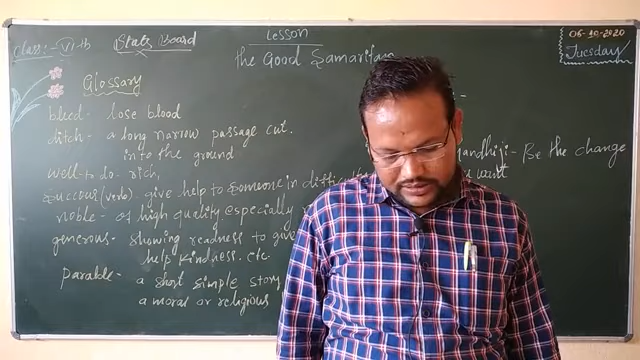 Class:- V th
State Board
Lesson
06-10-2020
Tuesday
the Good Samaritan
Glossary
bleed- lose blood
ditch- a long narrow passage cut.
into the ground
Gandhiji- Be the change
well-to-do- rich,
want
succour(verb). give help to someone in
noble- of high quality especially
generous- showing readness to give
help kindness. etc.
parable- a short simple story
a moral or religious